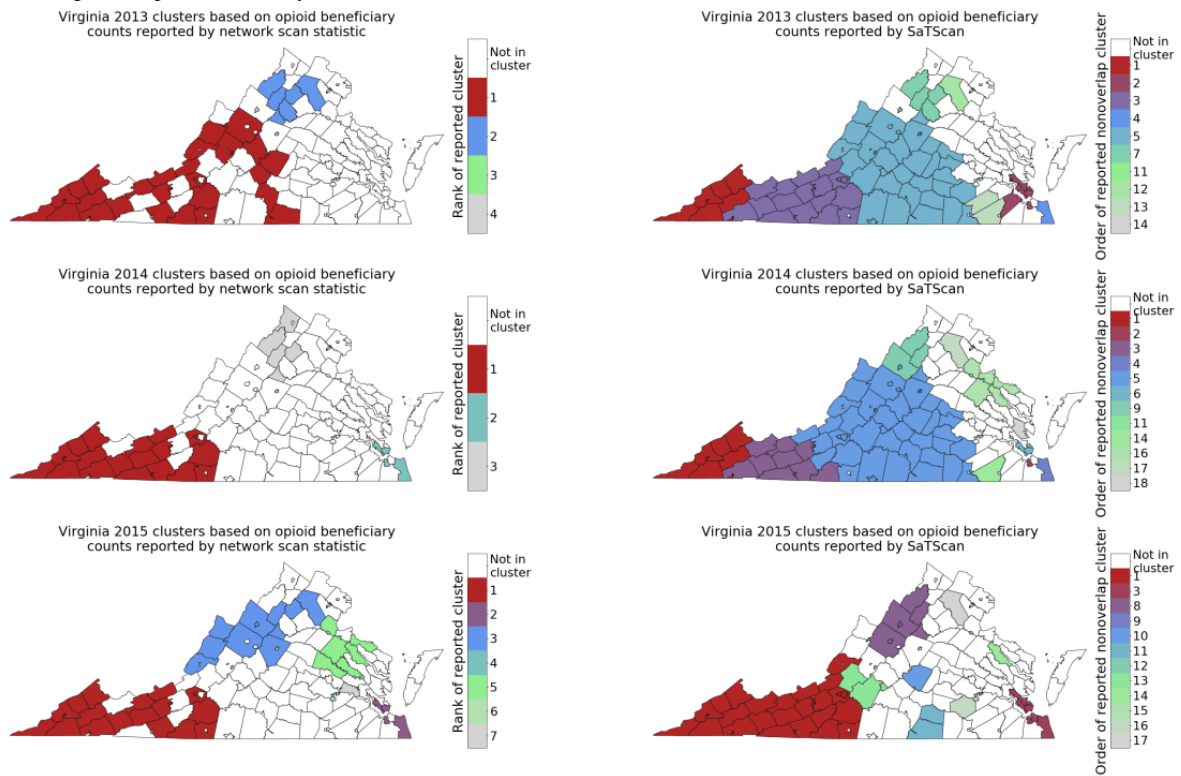 Virginia 2013 clusters based on opioid beneficiary
counts reported by network scan statistic
Rank of reported cluster
Not in
cluster
1
2
3
4
Virginia 2013 clusters based on opioid beneficiary
counts reported by SaTScan
Order of reported nonoverlap cluster
Not in
cluster
1
2
3
4
5
7
11
12
13
14
Virginia 2014 clusters based on opioid beneficiary
counts reported by network scan statistic
Rank of reported cluster
Not in
cluster
1
2
3
Virginia 2014 clusters based on opioid beneficiary
counts reported by SaTScan
Order of reported nonoverlap cluster
Not in
cluster
1
2
3
4
5
6
9
11
14
16
17
18
Virginia 2015 clusters based on opioid beneficiary
counts reported by network scan statistic
Rank of reported cluster
Not in
cluster
1
2
3
4
5
6
7
Virginia 2015 clusters based on opioid beneficiary
counts reported by SaTScan
Order of reported nonoverlap cluster
Not in
cluster
1
3
8
9
10
11
12
13
14
15
16
17